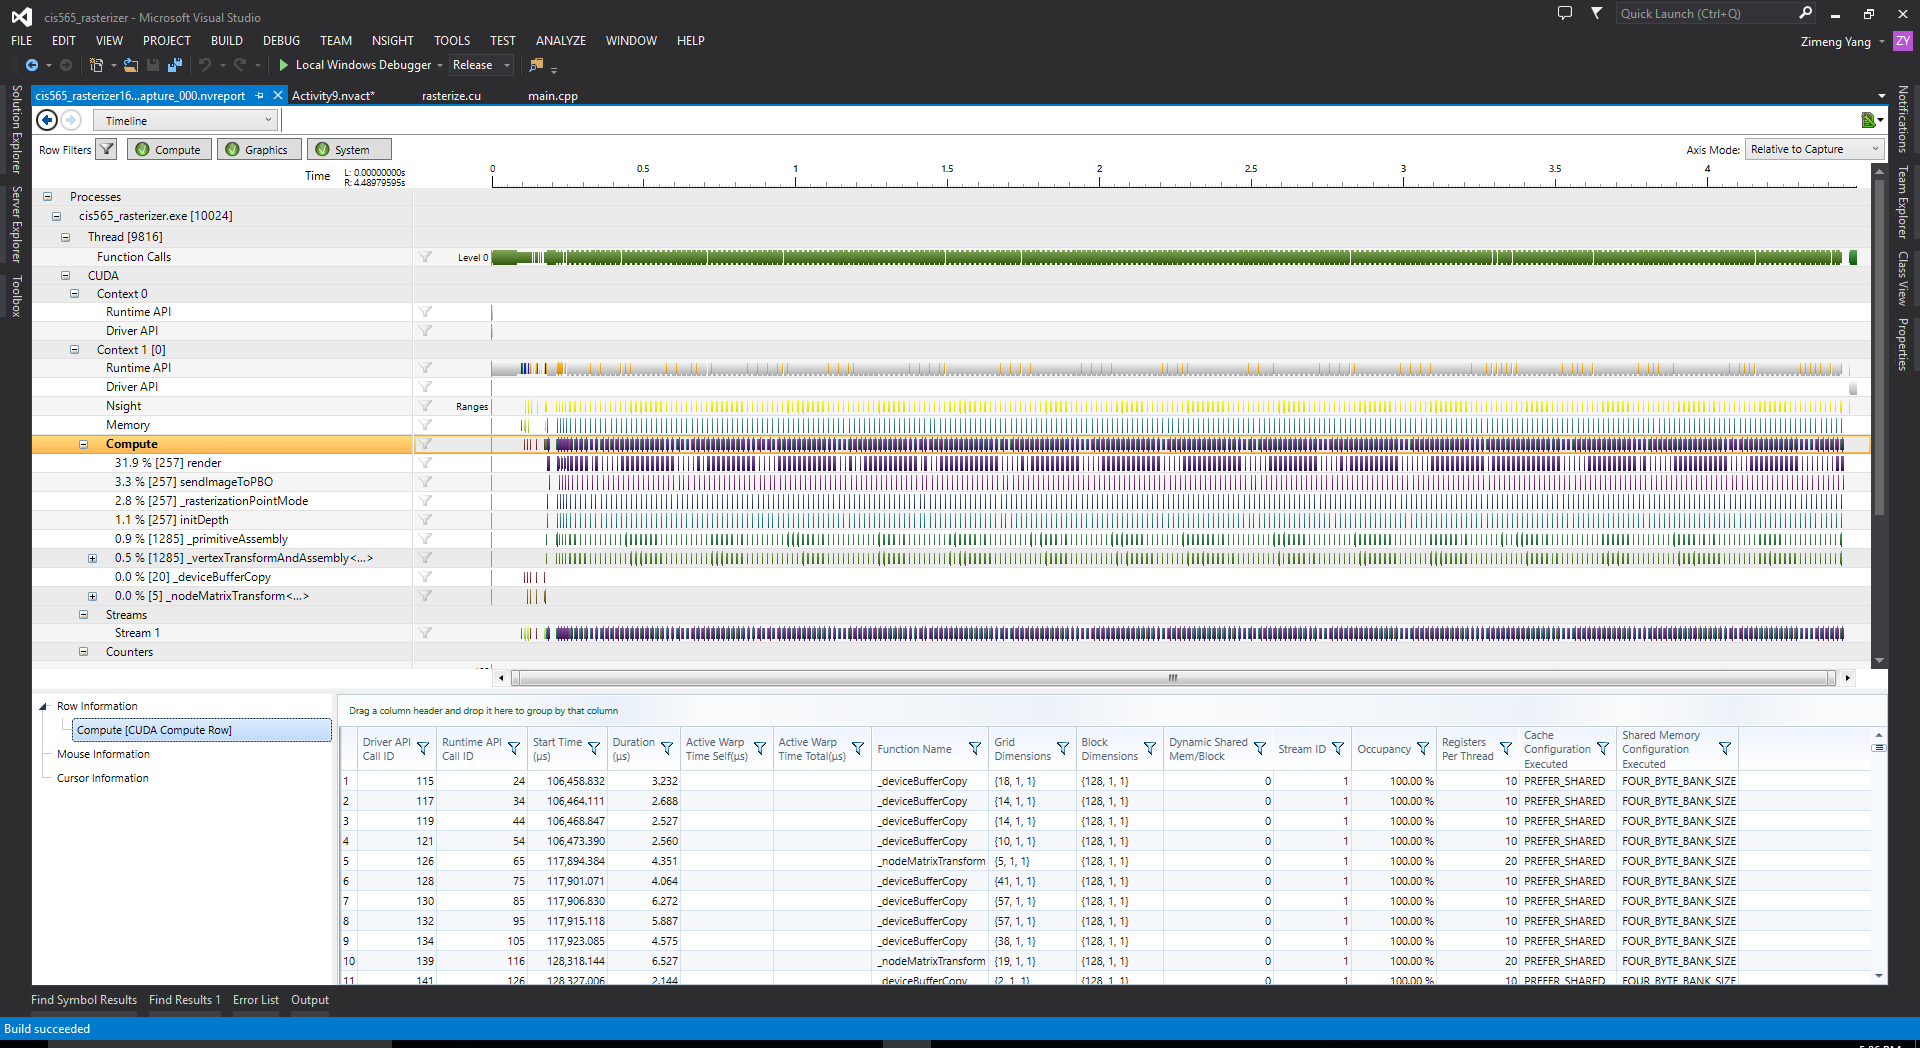 cis565_rasterizer - Microsoft Visual Studio
Quick Launch (Ctrl+Q)
FILE EDIT VIEW PROJECT BUILD DEBUG TEAM NSIGHT TOOLS TEST ANALYZE WINDOW HELP
Zimeng Yang ZY
Local Windows Debugger Release
cis565_rasterizer16...apture_000.nvreport Activity9.nvact* rasterize.cu main.cpp
Solution Explorer
Server Explorer
Toolbox
Notifications
Team Explorer
Class View
Properties
Timeline
Row Filters Compute Graphics System
Axis Mode: Relative to Capture
Time L: 0.00000000s
R: 4.48979595s
0 0.5 1 1.5 2 2.5 3 3.5 4
Processes
cis565_rasterizer.exe [10024]
Thread [9816]
Function Calls Level 0
CUDA
Context 0
Runtime API
Driver API
Context 1 [0]
Runtime API
Driver API
Nsight Ranges
Memory
Compute
31.9 % [257] render
3.3 % [257] sendImageToPBO
2.8 % [257] _rasterizationPointMode
1.1 % [257] initDepth
0.9 % [1285] _primitiveAssembly
0.5 % [1285] _vertexTransformAndAssembly<...>
0.0 % [20] _deviceBufferCopy
0.0 % [5] _nodeMatrixTransform<...>
Streams
Stream 1
Counters
Row Information
Compute [CUDA Compute Row]
Mouse Information
Cursor Information
Drag a column header and drop it here to group by that column
Driver API Call ID Runtime API Call ID Start Time (µs) Duration (µs) Active Warp Time Self(µs) Active Warp Time Total(µs) Function Name Grid Dimensions Block Dimensions Dynamic Shared Mem/Block Stream ID Occupancy Registers Per Thread Cache Configuration Executed Shared Memory Configuration Executed
1 115 24 106,458.832 3.232 _deviceBufferCopy {18, 1, 1} {128, 1, 1} 0 1 100.00 % 10 PREFER_SHARED FOUR_BYTE_BANK_SIZE
2 117 34 106,464.111 2.688 _deviceBufferCopy {14, 1, 1} {128, 1, 1} 0 1 100.00 % 10 PREFER_SHARED FOUR_BYTE_BANK_SIZE
3 119 44 106,468.847 2.527 _deviceBufferCopy {14, 1, 1} {128, 1, 1} 0 1 100.00 % 10 PREFER_SHARED FOUR_BYTE_BANK_SIZE
4 121 54 106,473.390 2.560 _deviceBufferCopy {10, 1, 1} {128, 1, 1} 0 1 100.00 % 10 PREFER_SHARED FOUR_BYTE_BANK_SIZE
5 126 65 117,894.384 4.351 _nodeMatrixTransform {5, 1, 1} {128, 1, 1} 0 1 100.00 % 20 PREFER_SHARED FOUR_BYTE_BANK_SIZE
6 128 75 117,901.071 4.064 _deviceBufferCopy {41, 1, 1} {128, 1, 1} 0 1 100.00 % 10 PREFER_SHARED FOUR_BYTE_BANK_SIZE
7 130 85 117,906.830 6.272 _deviceBufferCopy {57, 1, 1} {128, 1, 1} 0 1 100.00 % 10 PREFER_SHARED FOUR_BYTE_BANK_SIZE
8 132 95 117,915.118 5.887 _deviceBufferCopy {57, 1, 1} {128, 1, 1} 0 1 100.00 % 10 PREFER_SHARED FOUR_BYTE_BANK_SIZE
9 134 105 117,923.085 4.575 _deviceBufferCopy {38, 1, 1} {128, 1, 1} 0 1 100.00 % 10 PREFER_SHARED FOUR_BYTE_BANK_SIZE
10 139 116 128,318.144 6.527 _nodeMatrixTransform {19, 1, 1} {128, 1, 1} 0 1 100.00 % 20 PREFER_SHARED FOUR_BYTE_BANK_SIZE
11 141 126 128,327.006 2.144 _deviceBufferCopy {2, 1, 1} {128, 1, 1} 0 1 100.00 % 10 PREFER_SHARED FOUR_BYTE_BANK_SIZE
Find Symbol Results Find Results 1 Error List Output
Build succeeded